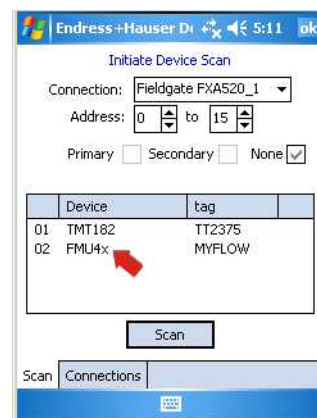 Endress+Hauser D 5:11 ok
Initiate Device Scan
Connection: Fieldgate FXA520_1
Address: 0 to 15
Primary Secondary None
Device tag
01 TMT182 TT2375
02 FMU4x MYFLOW
Scan
Scan Connections